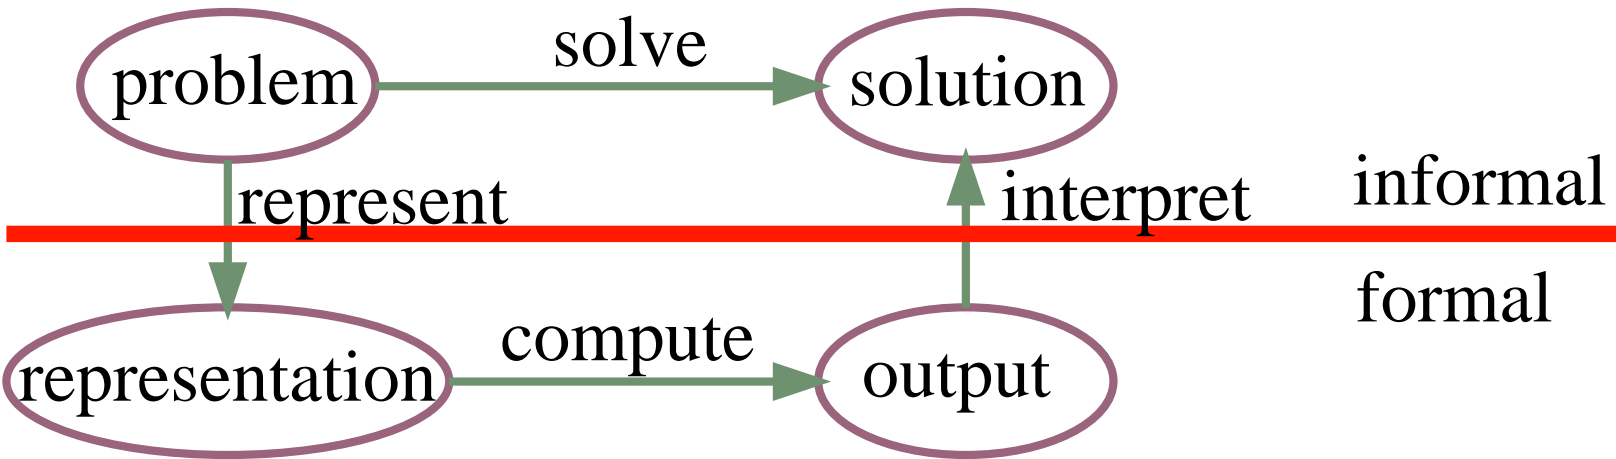 problem
solve
solution
represent
interpret
informal
formal
representation
compute
output